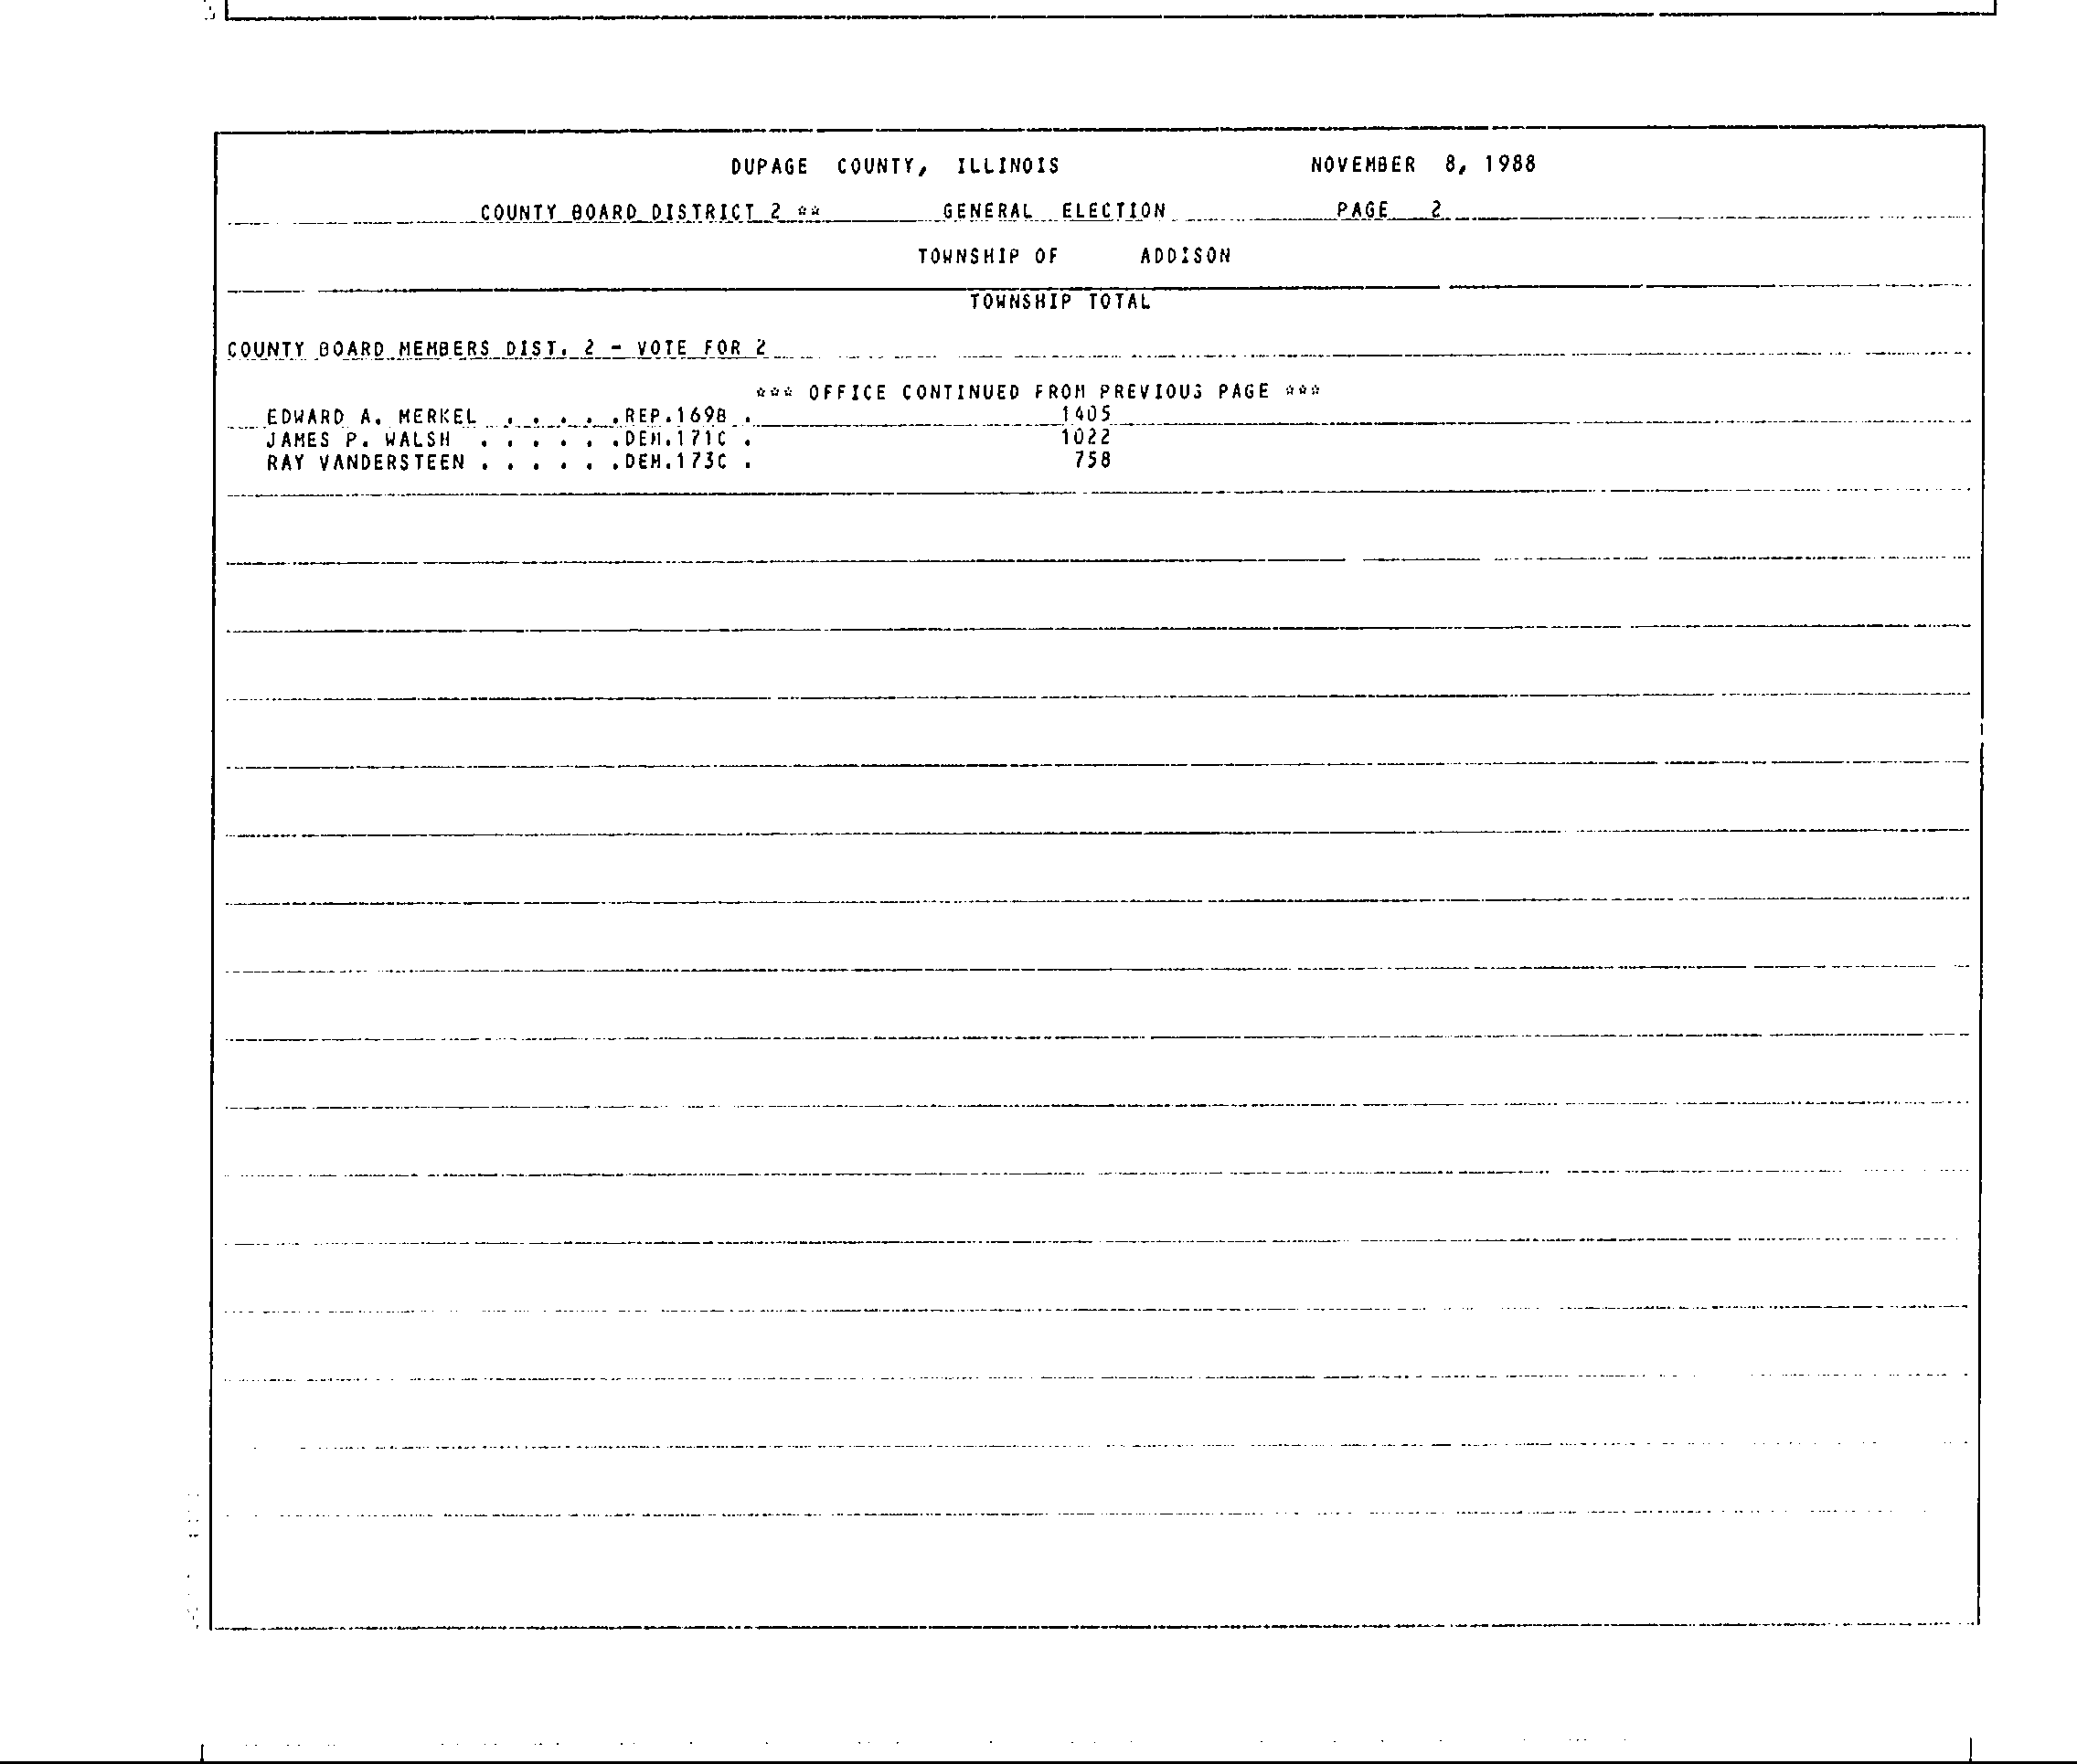 DUPAGE COUNTY, ILLINOIS NOVEMBER 8, 1988
COUNTY BOARD DISTRICT 2 ** GENERAL ELECTION PAGE 2
TOWNSHIP OF ADDISON
TOWNSHIP TOTAL
COUNTY BOARD MEMBERS DIST. 2 - VOTE FOR 2
*** OFFICE CONTINUED FROM PREVIOUS PAGE ***
EDWARD A. MERKEL . . . . .REP.169B . 1405
JAMES P. WALSH . . . . . .DEM.171C . 1022
RAY VANDERSTEEN . . . . . .DEM.173C . 758